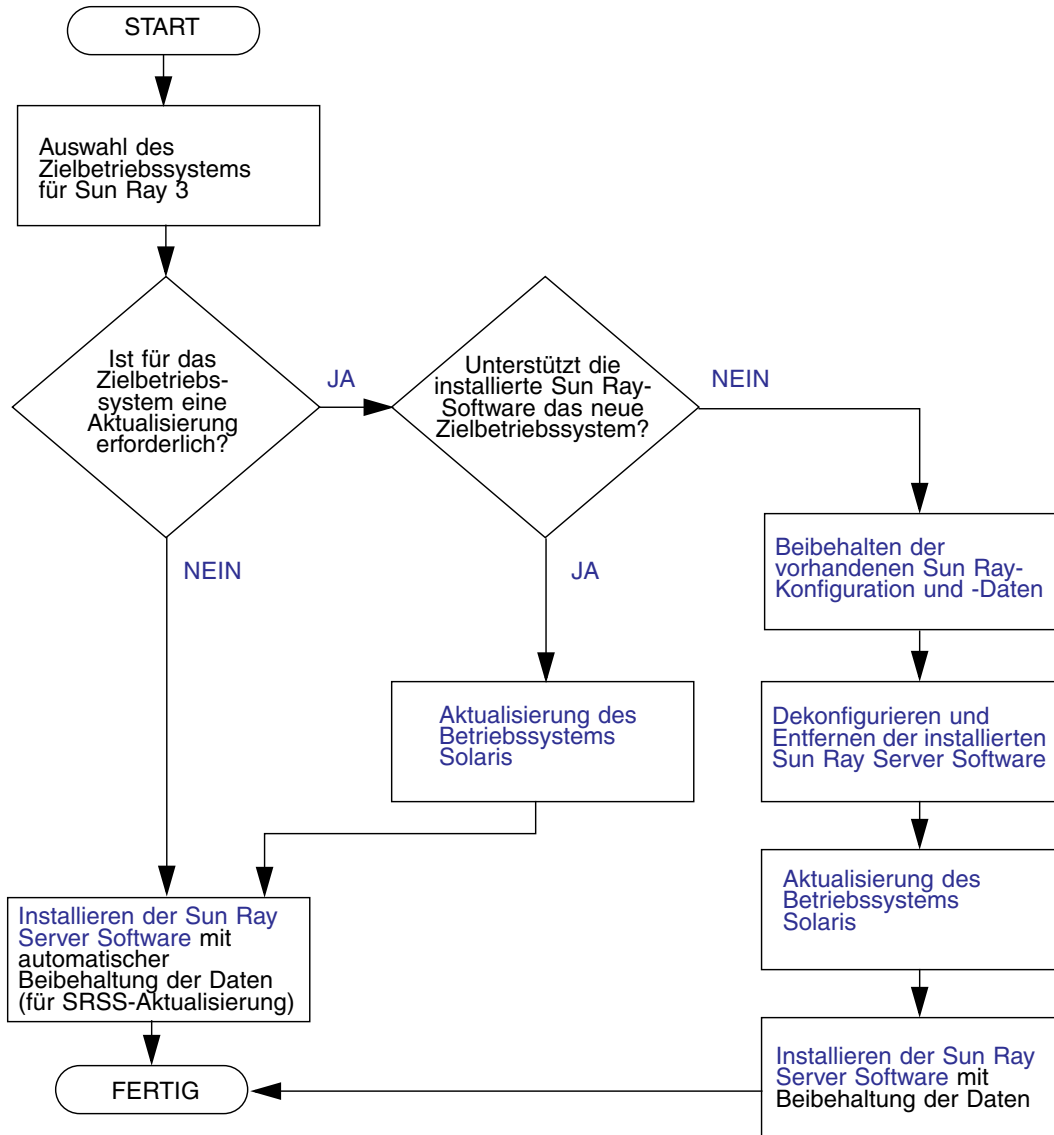 START
Auswahl des
Zielbetriebssystems
für Sun Ray 3
Ist für das
Zielbetriebs-
system eine
Aktualisierung
erforderlich?
JA
Unterstützt die
installierte Sun Ray-
Software das neue
Zielbetriebssystem?
NEIN
NEIN
JA
Beibehalten der
vorhandenen Sun Ray-
Konfiguration und -Daten
Aktualisierung des
Betriebssystems
Solaris
Dekonfigurieren und
Entfernen der installierten
Sun Ray Server Software
Aktualisierung des
Betriebssystems
Solaris
Installieren der Sun Ray
Server Software mit
automatischer
Beibehaltung der Daten
(für SRSS-Aktualisierung)
Installieren der Sun Ray
Server Software mit
Beibehaltung der Daten
FERTIG